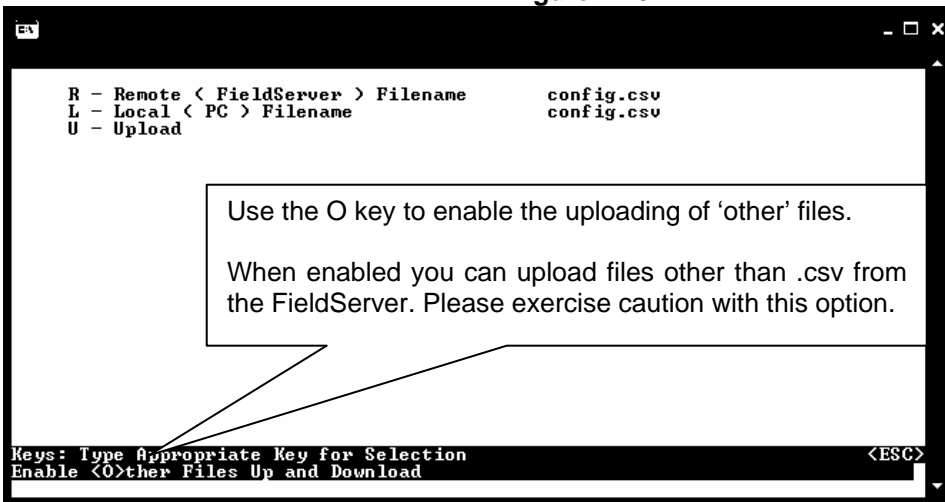 C:\
R - Remote ( FieldServer ) Filename config.csv
L - Local ( PC ) Filename config.csv
U - Upload
Use the O key to enable the uploading of ‘other’ files.
When enabled you can upload files other than .csv from
the FieldServer. Please exercise caution with this option.
Keys: Type Appropriate Key for Selection <ESC>
Enable <O>ther Files Up and Download